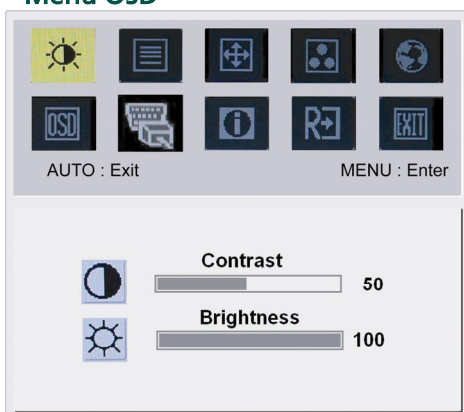 Menu OSD
OSD
i
R
EXIT
AUTO : Exit
MENU : Enter
Contrast
50
Brightness
100